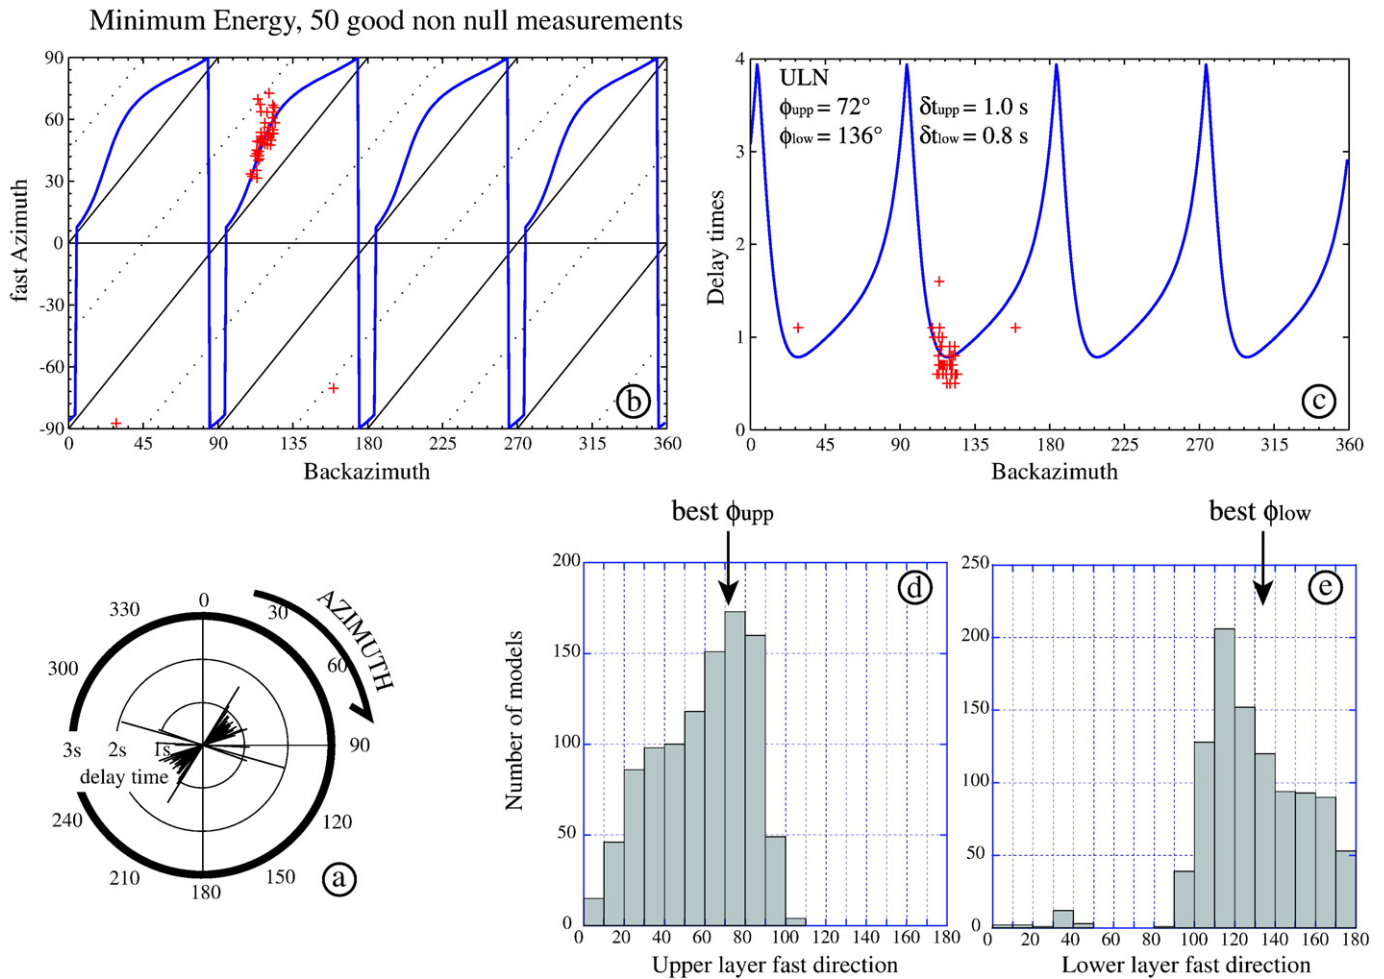 Minimum Energy, 50 good non null measurements
90
60
30
0
-30
-60
-90
fast Azimuth
0 45 90 135 180 225 270 315 360
Backazimuth
b
4
3
2
1
0
Delay times
ULN
ϕupp = 72° δtupp = 1.0 s
ϕlow = 136° δtlow = 0.8 s
0 45 90 135 180 225 270 315 360
Backazimuth
c
0
30
60
90
120
150
180
210
240
300
330
AZIMUTH
3s 2s 1s
delay time
a
best ϕupp
200
150
100
50
0
Number of models
0 20 40 60 80 100 120 140 160 180
Upper layer fast direction
d
best ϕlow
250
200
150
100
50
0
0 20 40 60 80 100 120 140 160 180
Lower layer fast direction
e